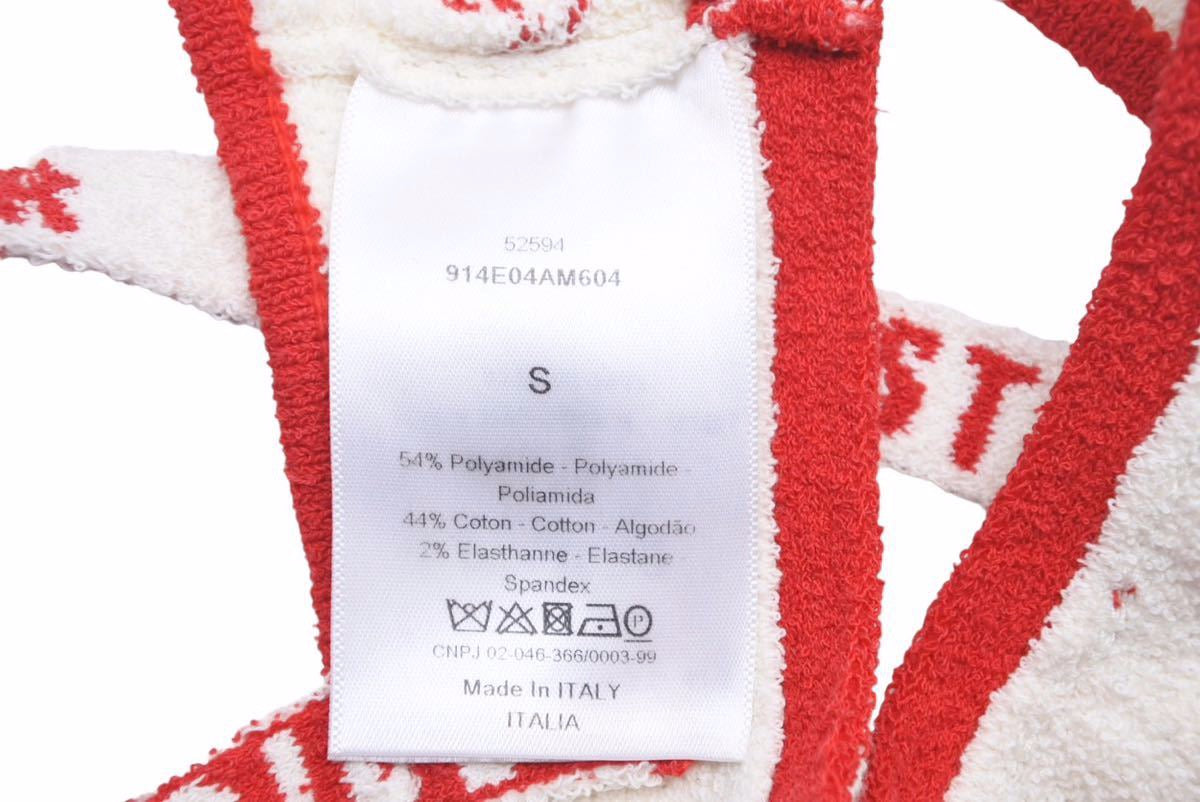 52594
914E04AM604
S
54% Polyamide - Polyamide -
Poliamida
44% Coton - Cotton - Algodão
2% Elasthanne - Elastane
Spandex
P
CNPJ 02-046-366/0003-99
Made In ITALY
ITALIA
ST